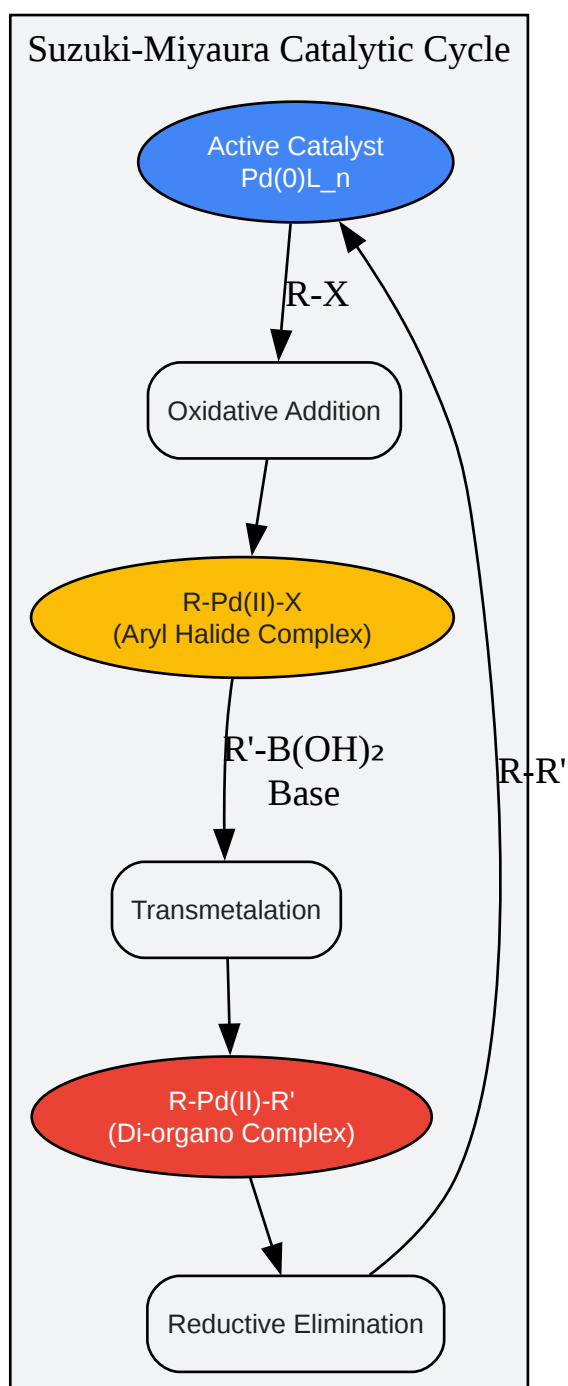 Suzuki-Miyaura Catalytic Cycle
Active Catalyst
Pd(0)L_n
R-X
Oxidative Addition
R-Pd(II)-X
(Aryl Halide Complex)
R'-B(OH)₂
Base
R-R'
Transmetalation
R-Pd(II)-R'
(Di-organo Complex)
Reductive Elimination